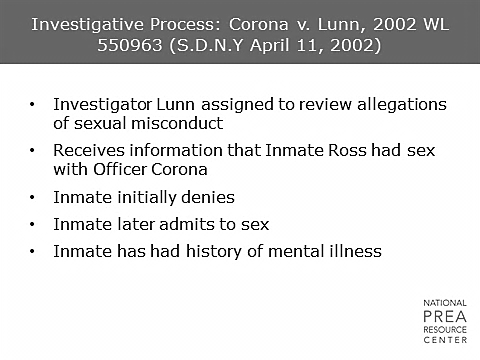 Investigative Process: Corona v. Lunn, 2002 WL
550963 (S.D.N.Y April 11, 2002)
• Investigator Lunn assigned to review allegations
of sexual misconduct
• Receives information that Inmate Ross had sex
with Officer Corona
• Inmate initially denies
• Inmate later admits to sex
• Inmate has had history of mental illness
NATIONAL
PREA
RESOURCE
CENTER